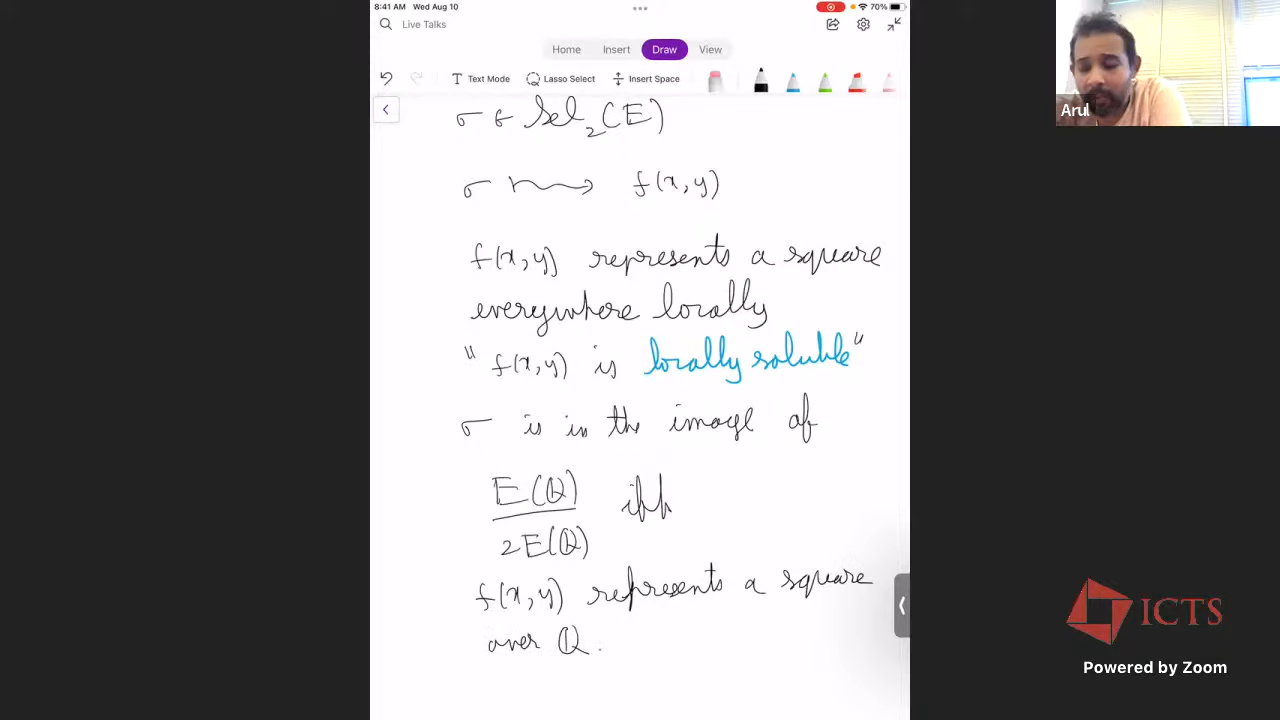 8:41 AM Wed Aug 10
70%
Live Talks
Home Insert Draw View
Text Mode Lasso Select Insert Space
Arul
σ ∈ Sel₂(E)
σ ⟿ f(x,y)
f(x,y) represents a square
everywhere locally
"f(x,y) is locally soluble"
σ is in the image of
E(ℚ)
iff
2E(ℚ)
f(x,y) represents a square
over ℚ.
ICTS
Powered by Zoom